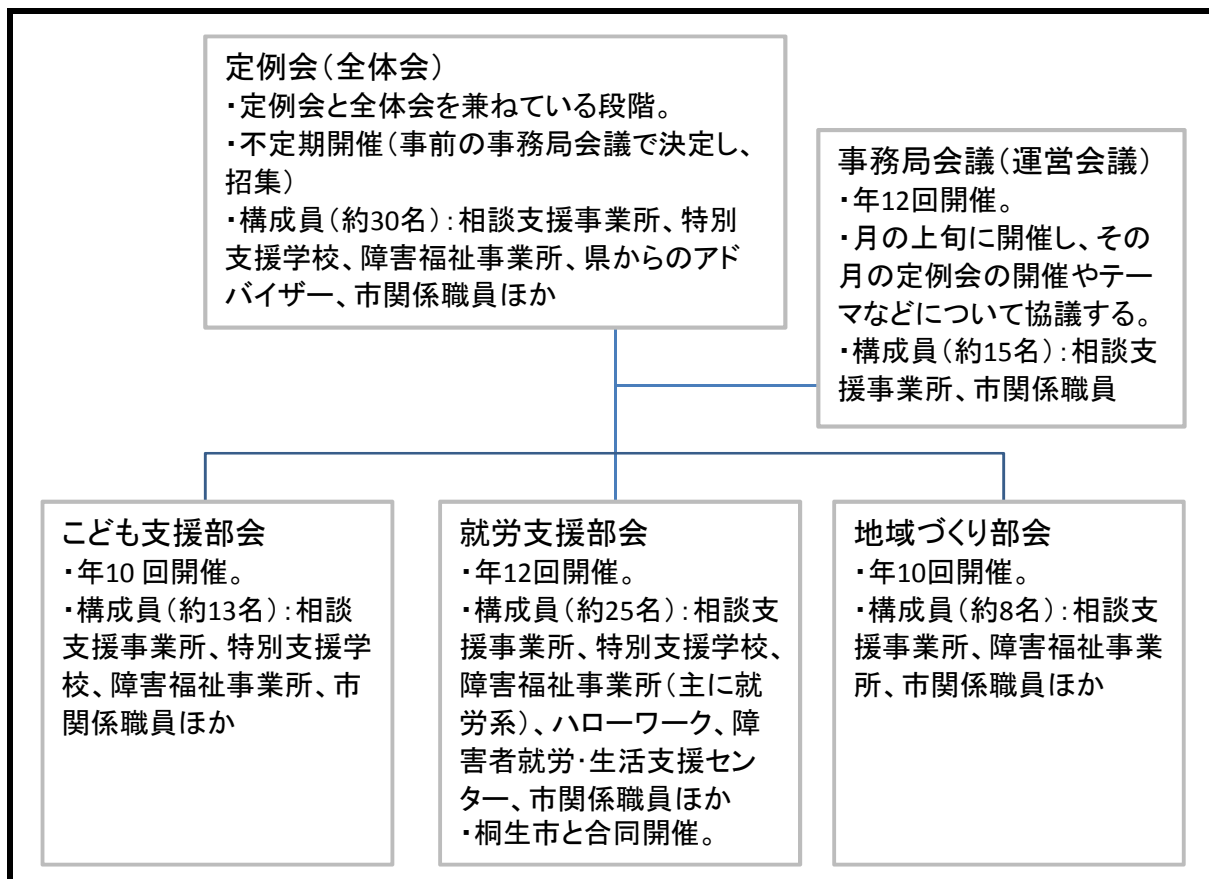 定例会（全体会）
・定例会と全体会を兼ねている段階。
・不定期開催（事前の事務局会議で決定し、
招集）
・構成員（約30名）：相談支援事業所、特別
支援学校、障害福祉事業所、県からのアド
バイザー、市関係職員ほか
事務局会議（運営会議）
・年12回開催。
・月の上旬に開催し、その
月の定例会の開催やテー
マなどについて協議する。
・構成員（約15名）：相談支
援事業所、市関係職員
こども支援部会
・年10 回開催。
・構成員（約13名）：相談
支援事業所、特別支援学
校、障害福祉事業所、市
関係職員ほか
就労支援部会
・年12回開催。
・構成員（約25名）：相談支
援事業所、特別支援学校、
障害福祉事業所（主に就
労系）、ハローワーク、障
害者就労・生活支援セン
ター、市関係職員ほか
・桐生市と合同開催。
地域づくり部会
・年10回開催。
・構成員（約8名）：相談支
援事業所、障害福祉事業
所、市関係職員ほか